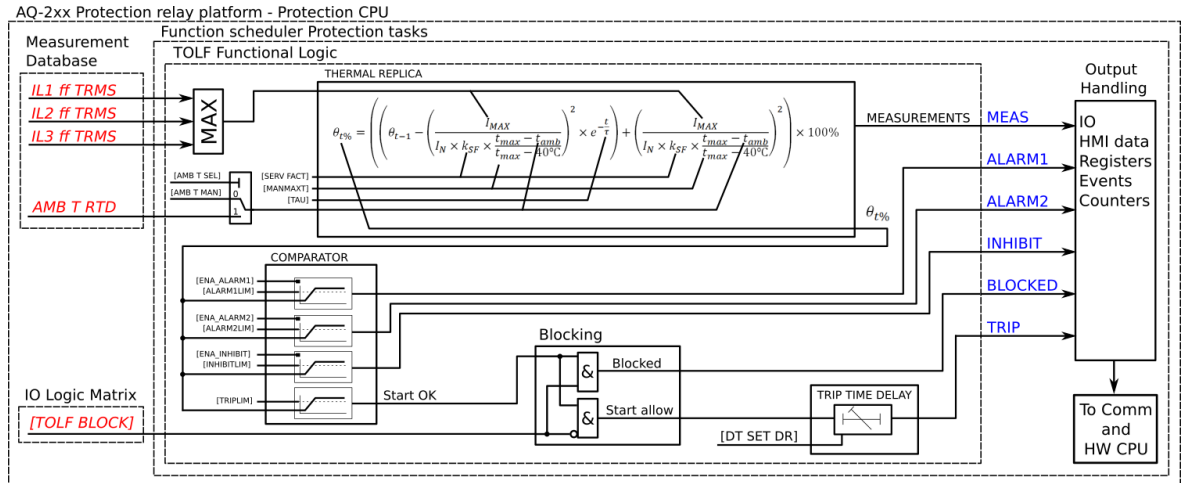 AQ-2xx Protection relay platform - Protection CPU
Function scheduler Protection tasks
TOLF Functional Logic
Measurement
Database
IL1 ff TRMS
IL2 ff TRMS
IL3 ff TRMS
MAX
[AMB T SEL]
[AMB T MAN]
0
1
AMB T RTD
THERMAL REPLICA
θt% = (((θt-1 − (IMAX / (IN × kSF × (tmax − tamb) / (tmax − 40°C)))^2 × e^(-t/τ)) + (IMAX / (IN × kSF × (tmax − tamb) / (tmax − 40°C)))^2) × 100%
[SERV FACT]
[MANMAXT]
[TAU]
MEASUREMENTS
θt%
COMPARATOR
[ENA_ALARM1]
[ALARM1LIM]
[ENA_ALARM2]
[ALARM2LIM]
[ENA_INHIBIT]
[INHIBITLIM]
[TRIPLIM]
Start OK
Blocking
&
Blocked
&
Start allow
TRIP TIME DELAY
[DT SET DR]
MEAS
ALARM1
ALARM2
INHIBIT
BLOCKED
TRIP
Output
Handling
IO
HMI data
Registers
Events
Counters
To Comm
and
HW CPU
IO Logic Matrix
[TOLF BLOCK]